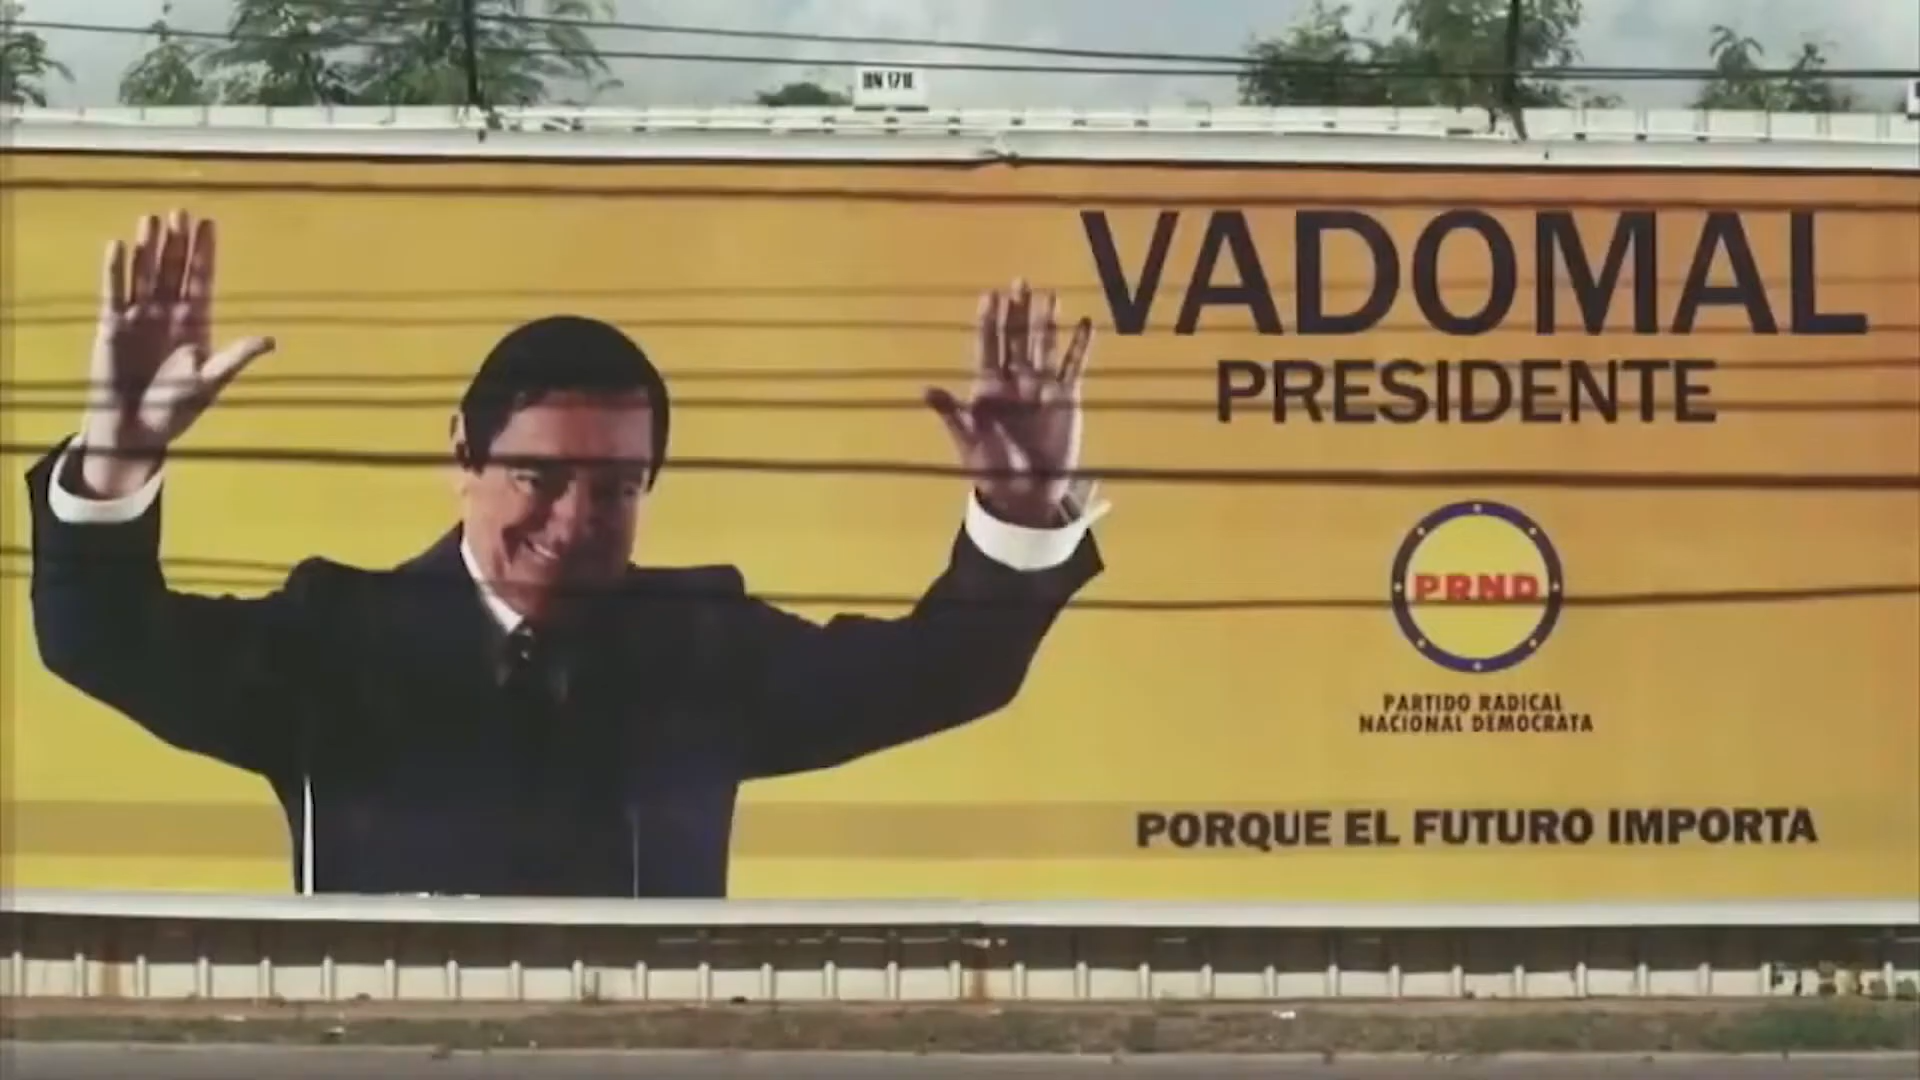 VADOMAL
PRESIDENTE
PRND
PARTIDO RADICAL
NACIONAL DEMOCRATA
PORQUE EL FUTURO IMPORTA